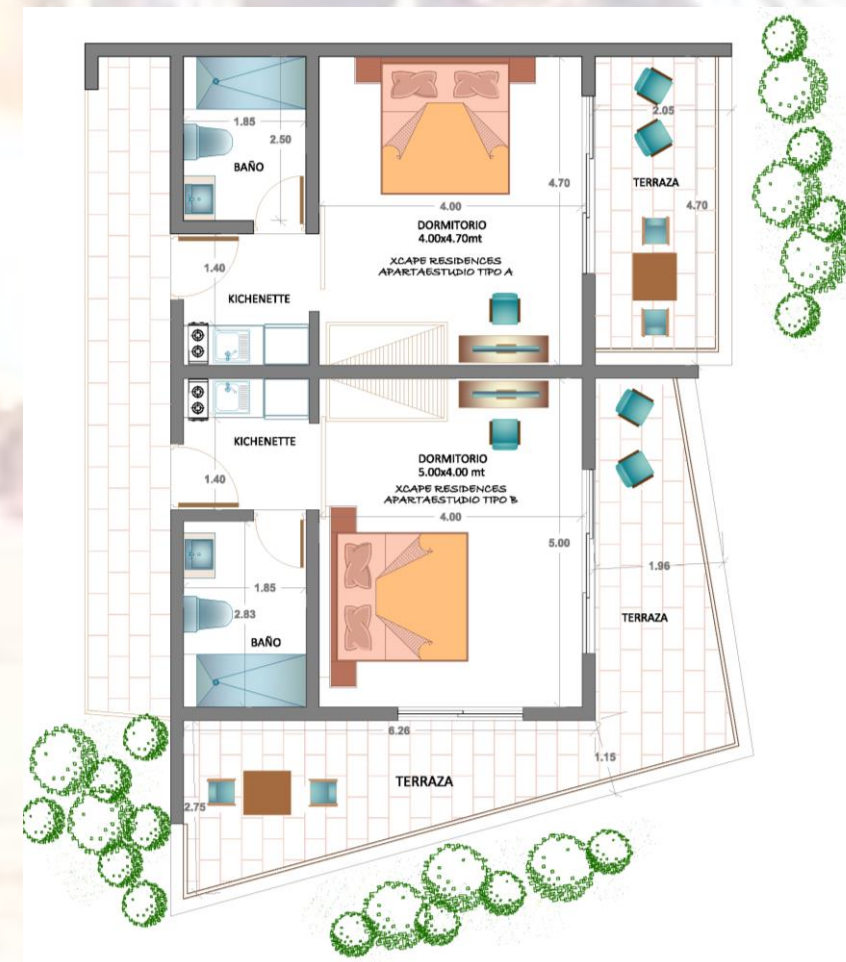 1.85
2.50
BAÑO
2.05
TERRAZA
4.70
4.70
4.00
DORMITORIO
4.00x4.70mt
XCAPE RESIDENCES
APARTAESTUDIO TIPO A
1.40
KICHENETTE
KICHENETTE
1.40
DORMITORIO
5.00x4.00 mt
XCAPE RESIDENCES
APARTAESTUDIO TIPO B
4.00
5.00
1.96
TERRAZA
1.85
2.83
BAÑO
6.26
1.15
TERRAZA
2.75